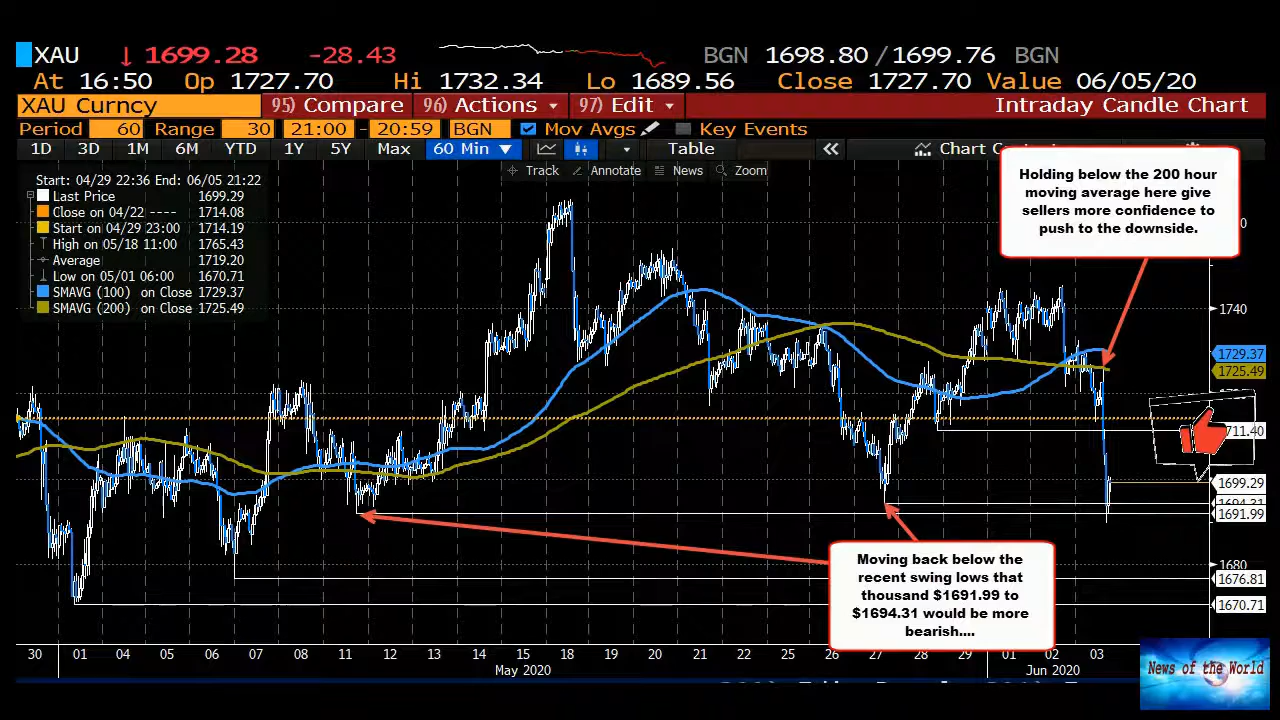 XAU ↓ 1699.28 -28.43 BGN 1698.80/1699.76 BGN
At 16:50 Op 1727.70 Hi 1732.34 Lo 1689.56 Close 1727.70 Value 06/05/20
XAU Curncy 95) Compare 96) Actions 97) Edit Intraday Candle Chart
Period 60 Range 30 21:00 - 20:59 BGN Mov Avgs Key Events
1D 3D 1M 6M YTD 1Y 5Y Max 60 Min ▼ Table « Chart
Track Annotate News Zoom
Start: 04/29 22:36 End: 06/05 21:22
Last Price 1699.29
Close on 04/22 ---- 1714.08
Start on 04/29 23:00 1714.19
High on 05/18 11:00 1765.43
Average 1719.20
Low on 05/01 06:00 1670.71
SMAVG (100) on Close 1729.37
SMAVG (200) on Close 1725.49
Holding below the 200 hour
moving average here give
sellers more confidence to
push to the downside.
1740
1729.37
1725.49
1711.40
1699.29
1694.31
1691.99
1680
1676.81
1670.71
Moving back below the
recent swing lows that
thousand $1691.99 to
$1694.31 would be more
bearish....
30 01 04 05 06 07 08 11 12 13 14 15 18 19 20 21 22 25 26 27 28 29 01 02 03
May 2020 Jun 2020
News of the World